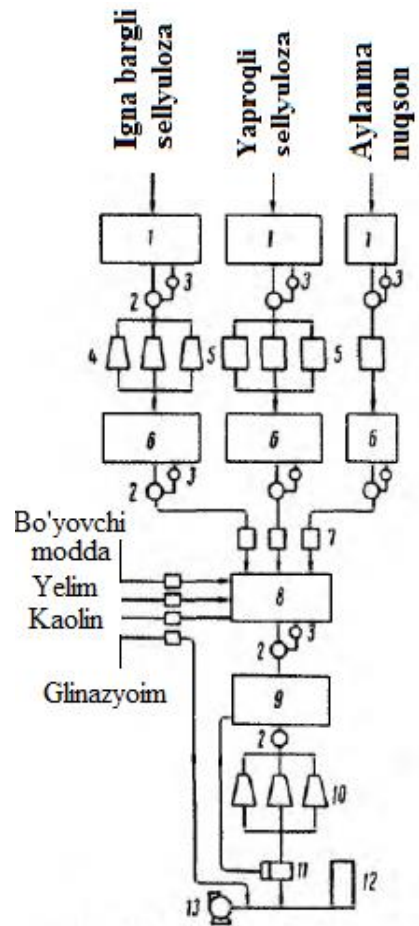 Igna bargli
sellyuloza
Yaproqli
sellyuloza
Aylanma
nuqson
1
1
1
3
3
3
2
4
5
5
6
6
6
3
3
2
7
Bo'yovchi
modda
Yelim
Kaolin
Glinazyoim
8
3
2
9
2
10
11
12
13